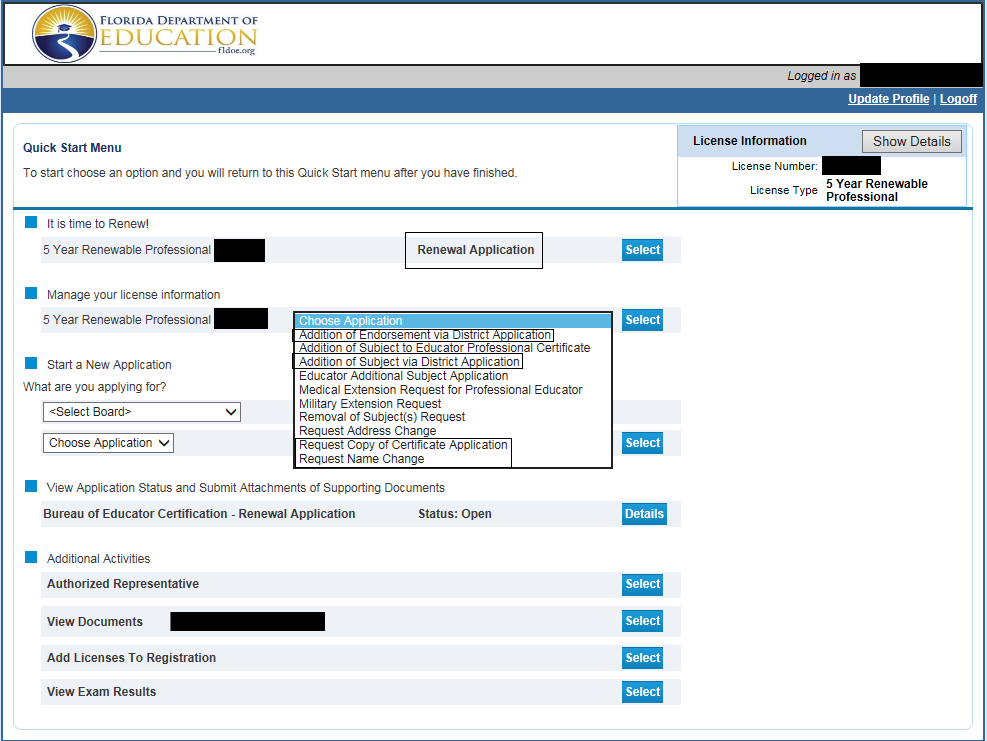 FLORIDA DEPARTMENT OF
EDUCATION
fldoe.org
Logged in as
Update Profile | Logoff
Quick Start Menu
To start choose an option and you will return to this Quick Start menu after you have finished.
License Information
Show Details
License Number:
License Type 5 Year Renewable
Professional
It is time to Renew!
5 Year Renewable Professional Renewal Application Select
Manage your license information
5 Year Renewable Professional Select
Choose Application
Addition of Endorsement via District Application
Addition of Subject to Educator Professional Certificate
Addition of Subject via District Application
Educator Additional Subject Application
Medical Extension Request for Professional Educator
Military Extension Request
Removal of Subject(s) Request
Request Address Change
Request Copy of Certificate Application
Request Name Change
Start a New Application
What are you applying for?
<Select Board>
Choose Application Select
View Application Status and Submit Attachments of Supporting Documents
Bureau of Educator Certification - Renewal Application Status: Open Details
Additional Activities
Authorized Representative Select
View Documents Select
Add Licenses To Registration Select
View Exam Results Select